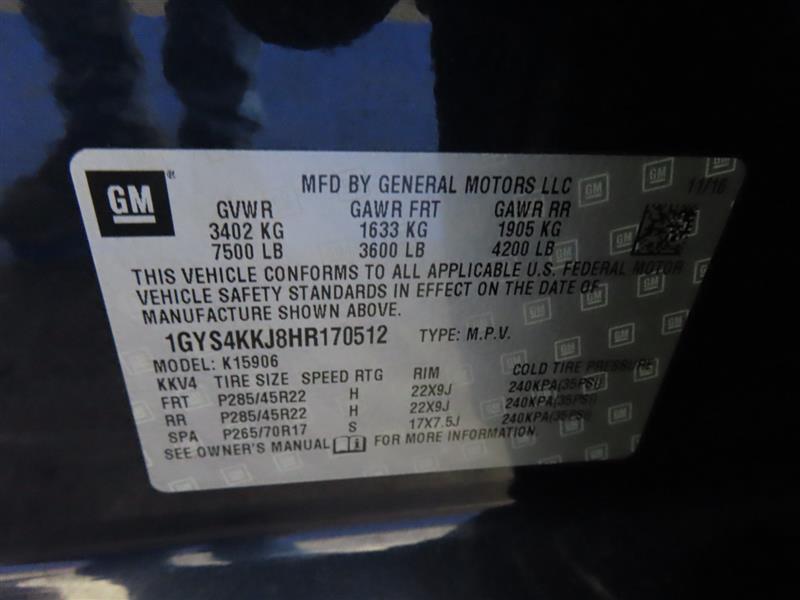 GM ® MFD BY GENERAL MOTORS LLC 11/16
GVWR GAWR FRT GAWR RR
3402 KG 1633 KG 1905 KG
7500 LB 3600 LB 4200 LB
THIS VEHICLE CONFORMS TO ALL APPLICABLE U.S. FEDERAL MOTOR
VEHICLE SAFETY STANDARDS IN EFFECT ON THE DATE OF
MANUFACTURE SHOWN ABOVE.
1GYS4KKJ8HR170512 TYPE: M.P.V.
MODEL: K15906
KKV4 TIRE SIZE SPEED RTG RIM COLD TIRE PRESSURE
FRT P285/45R22 H 22X9J 240KPA(35PSI)
RR P285/45R22 H 22X9J 240KPA(35PSI)
SPA P265/70R17 S 17X7.5J 240KPA(35PSI)
SEE OWNER'S MANUAL FOR MORE INFORMATION.